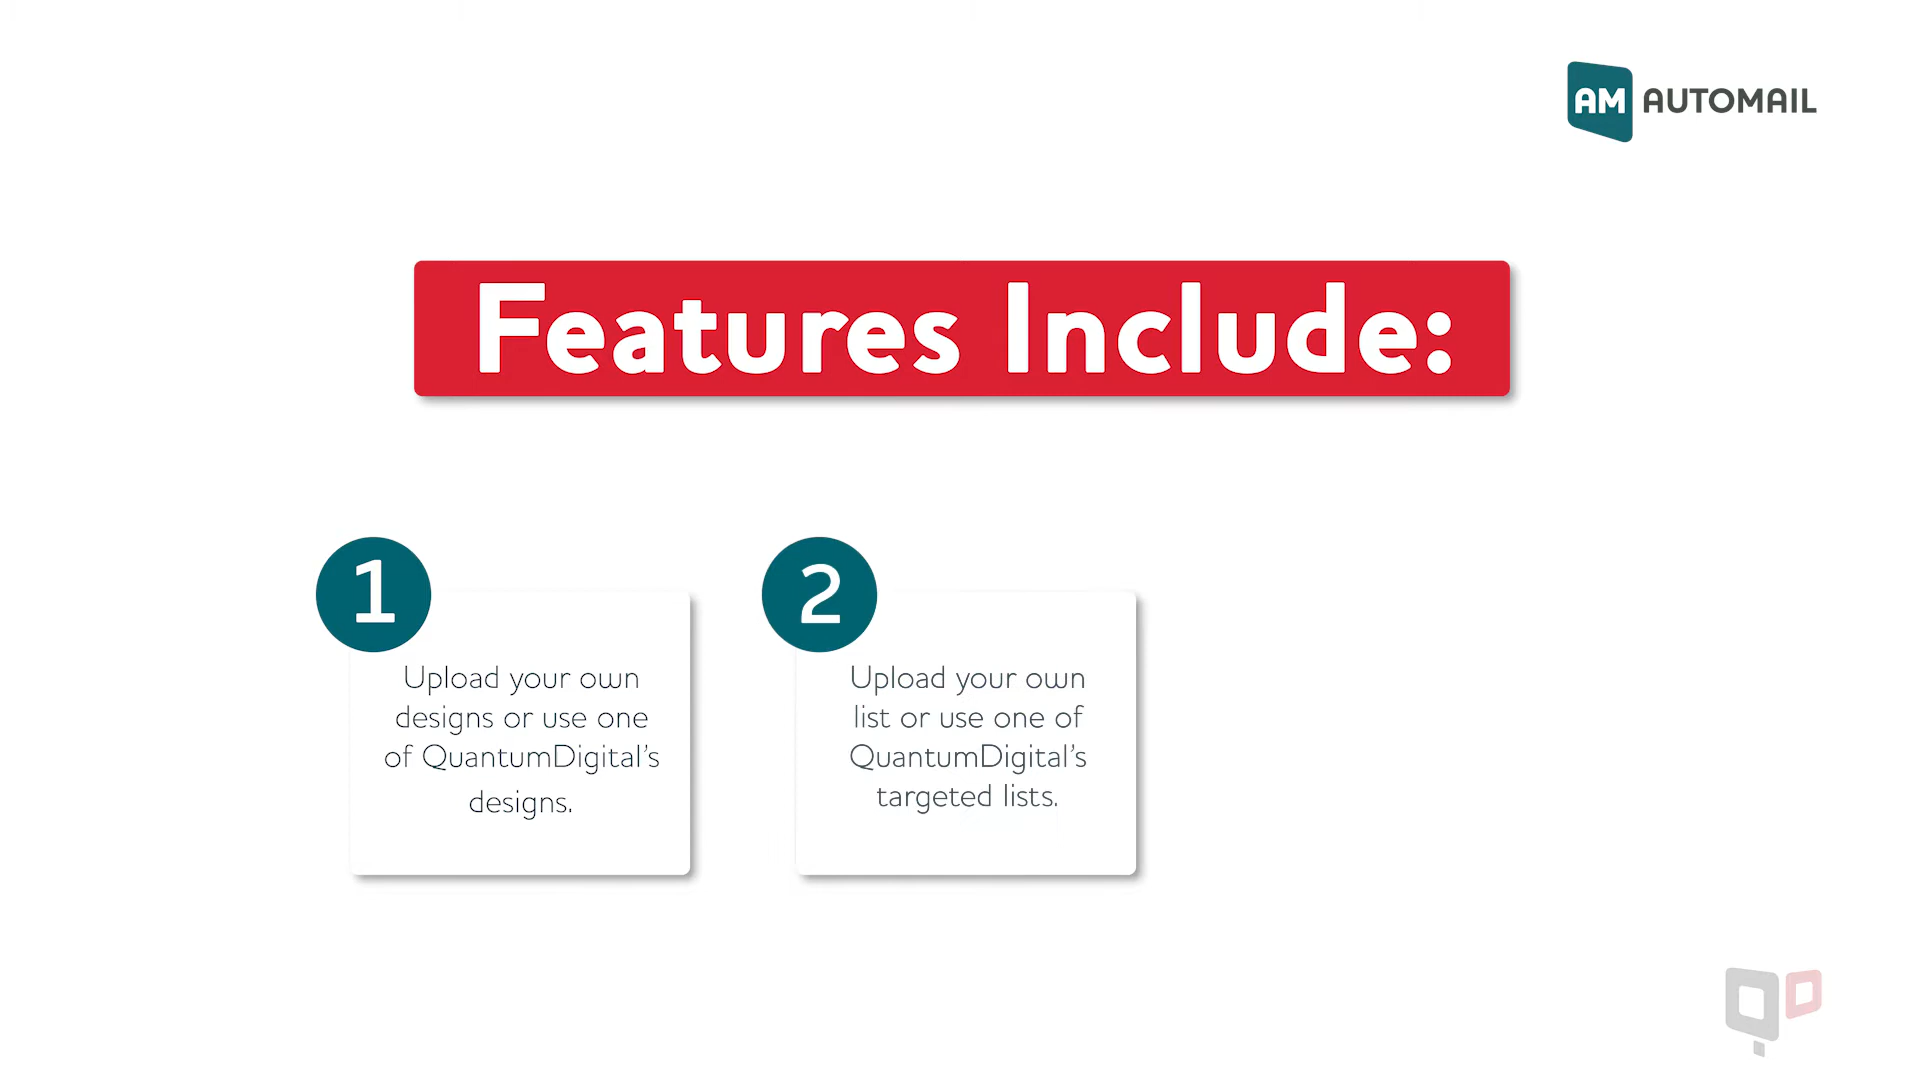 AM AUTOMAIL
Features Include:
1
Upload your own
designs or use one
of QuantumDigital's
designs.
2
Upload your own
list or use one of
QuantumDigital's
targeted lists.
QD